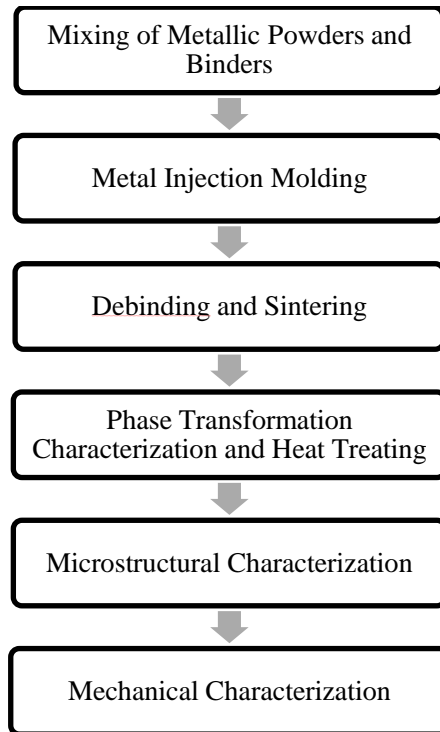 Mixing of Metallic Powders and
Binders
Metal Injection Molding
Debinding and Sintering
Phase Transformation
Characterization and Heat Treating
Microstructural Characterization
Mechanical Characterization